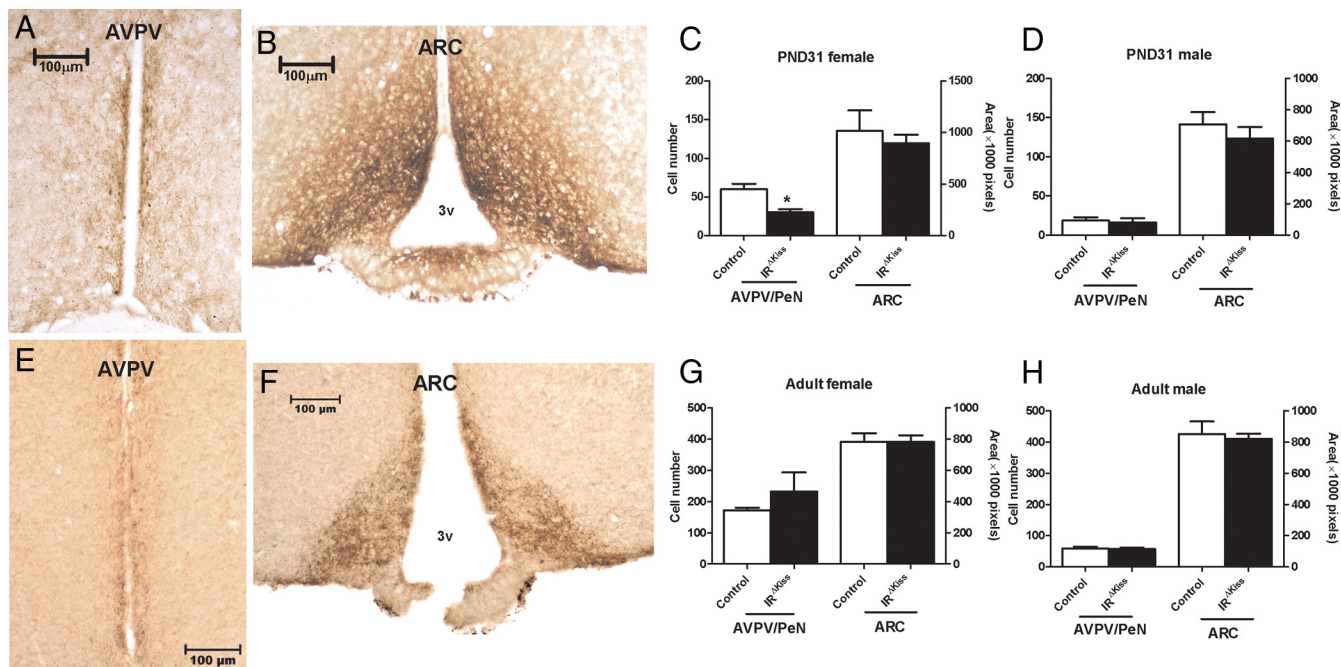 A
AVPV
100μm
B
ARC
100μm
3v
C
PND31 female
Cell number
200
150
100
50
0
Area(×1000 pixels)
1500
1000
500
0
*
Control
IR^ΔKiss
Control
IR^ΔKiss
AVPV/PeN
ARC
D
PND31 male
Cell number
200
150
100
50
0
Area(×1000 pixels)
1000
800
600
400
200
0
Control
IR^ΔKiss
Control
IR^ΔKiss
AVPV/PeN
ARC
E
AVPV
100 μm
F
ARC
100 μm
3v
G
Adult female
Cell number
500
400
300
200
100
0
Area(×1000 pixels)
1000
800
600
400
200
0
Control
IR^ΔKiss
Control
IR^ΔKiss
AVPV/PeN
ARC
H
Adult male
Cell number
500
400
300
200
100
0
Area(×1000 pixels)
1000
800
600
400
200
0
Control
IR^ΔKiss
Control
IR^ΔKiss
AVPV/PeN
ARC